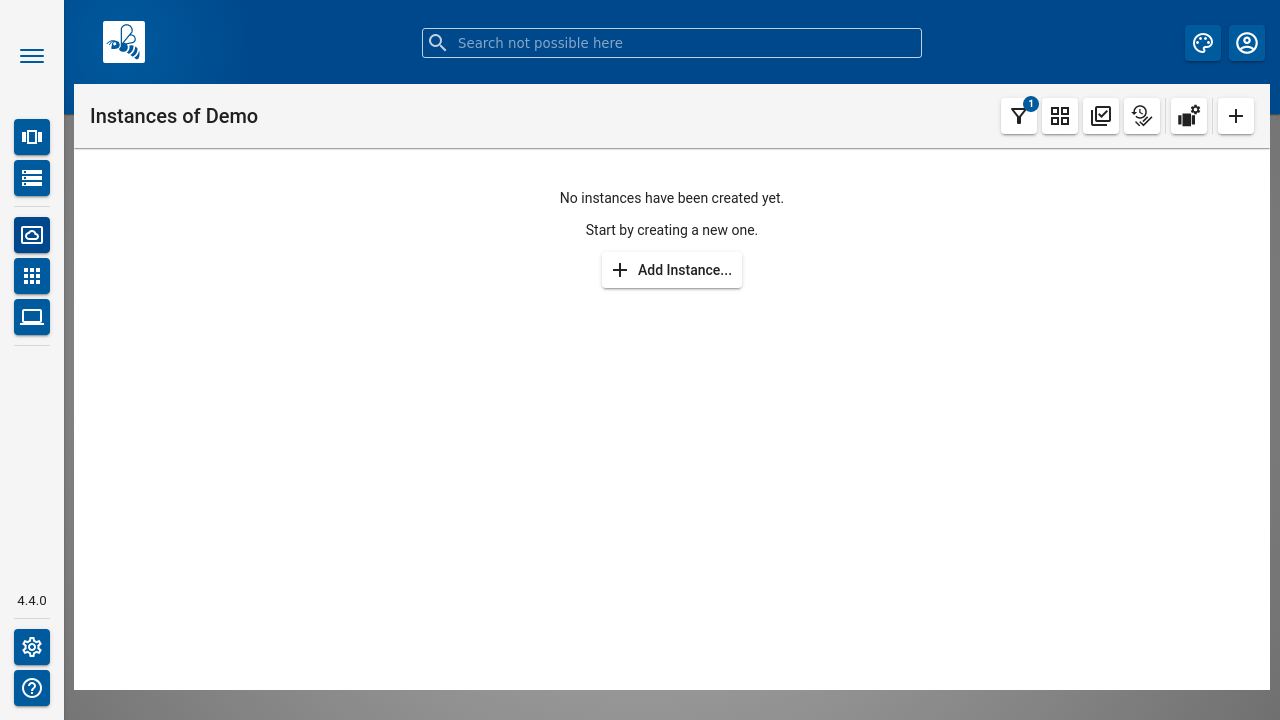 Search not possible here
Instances of Demo
1
No instances have been created yet.
Start by creating a new one.
Add Instance...
4.4.0